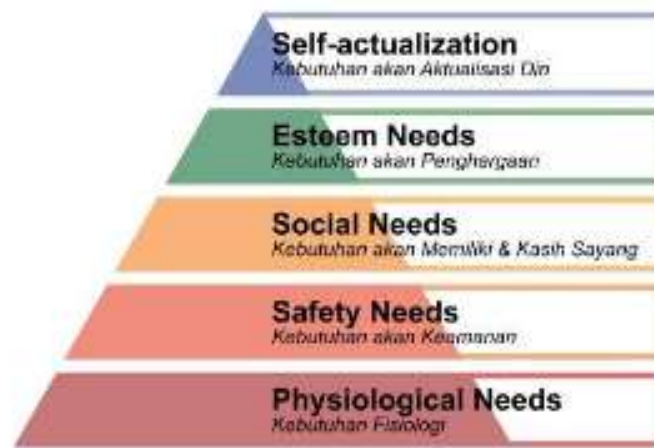 Self-actualization
Kebutuhan akan Aktualisasi Diri
Esteem Needs
Kebutuhan akan Penghargaan
Social Needs
Kebutuhan akan Memiliki & Kasih Sayang
Safety Needs
Kebutuhan akan Keamanan
Physiological Needs
Kebutuhan Fisiologi